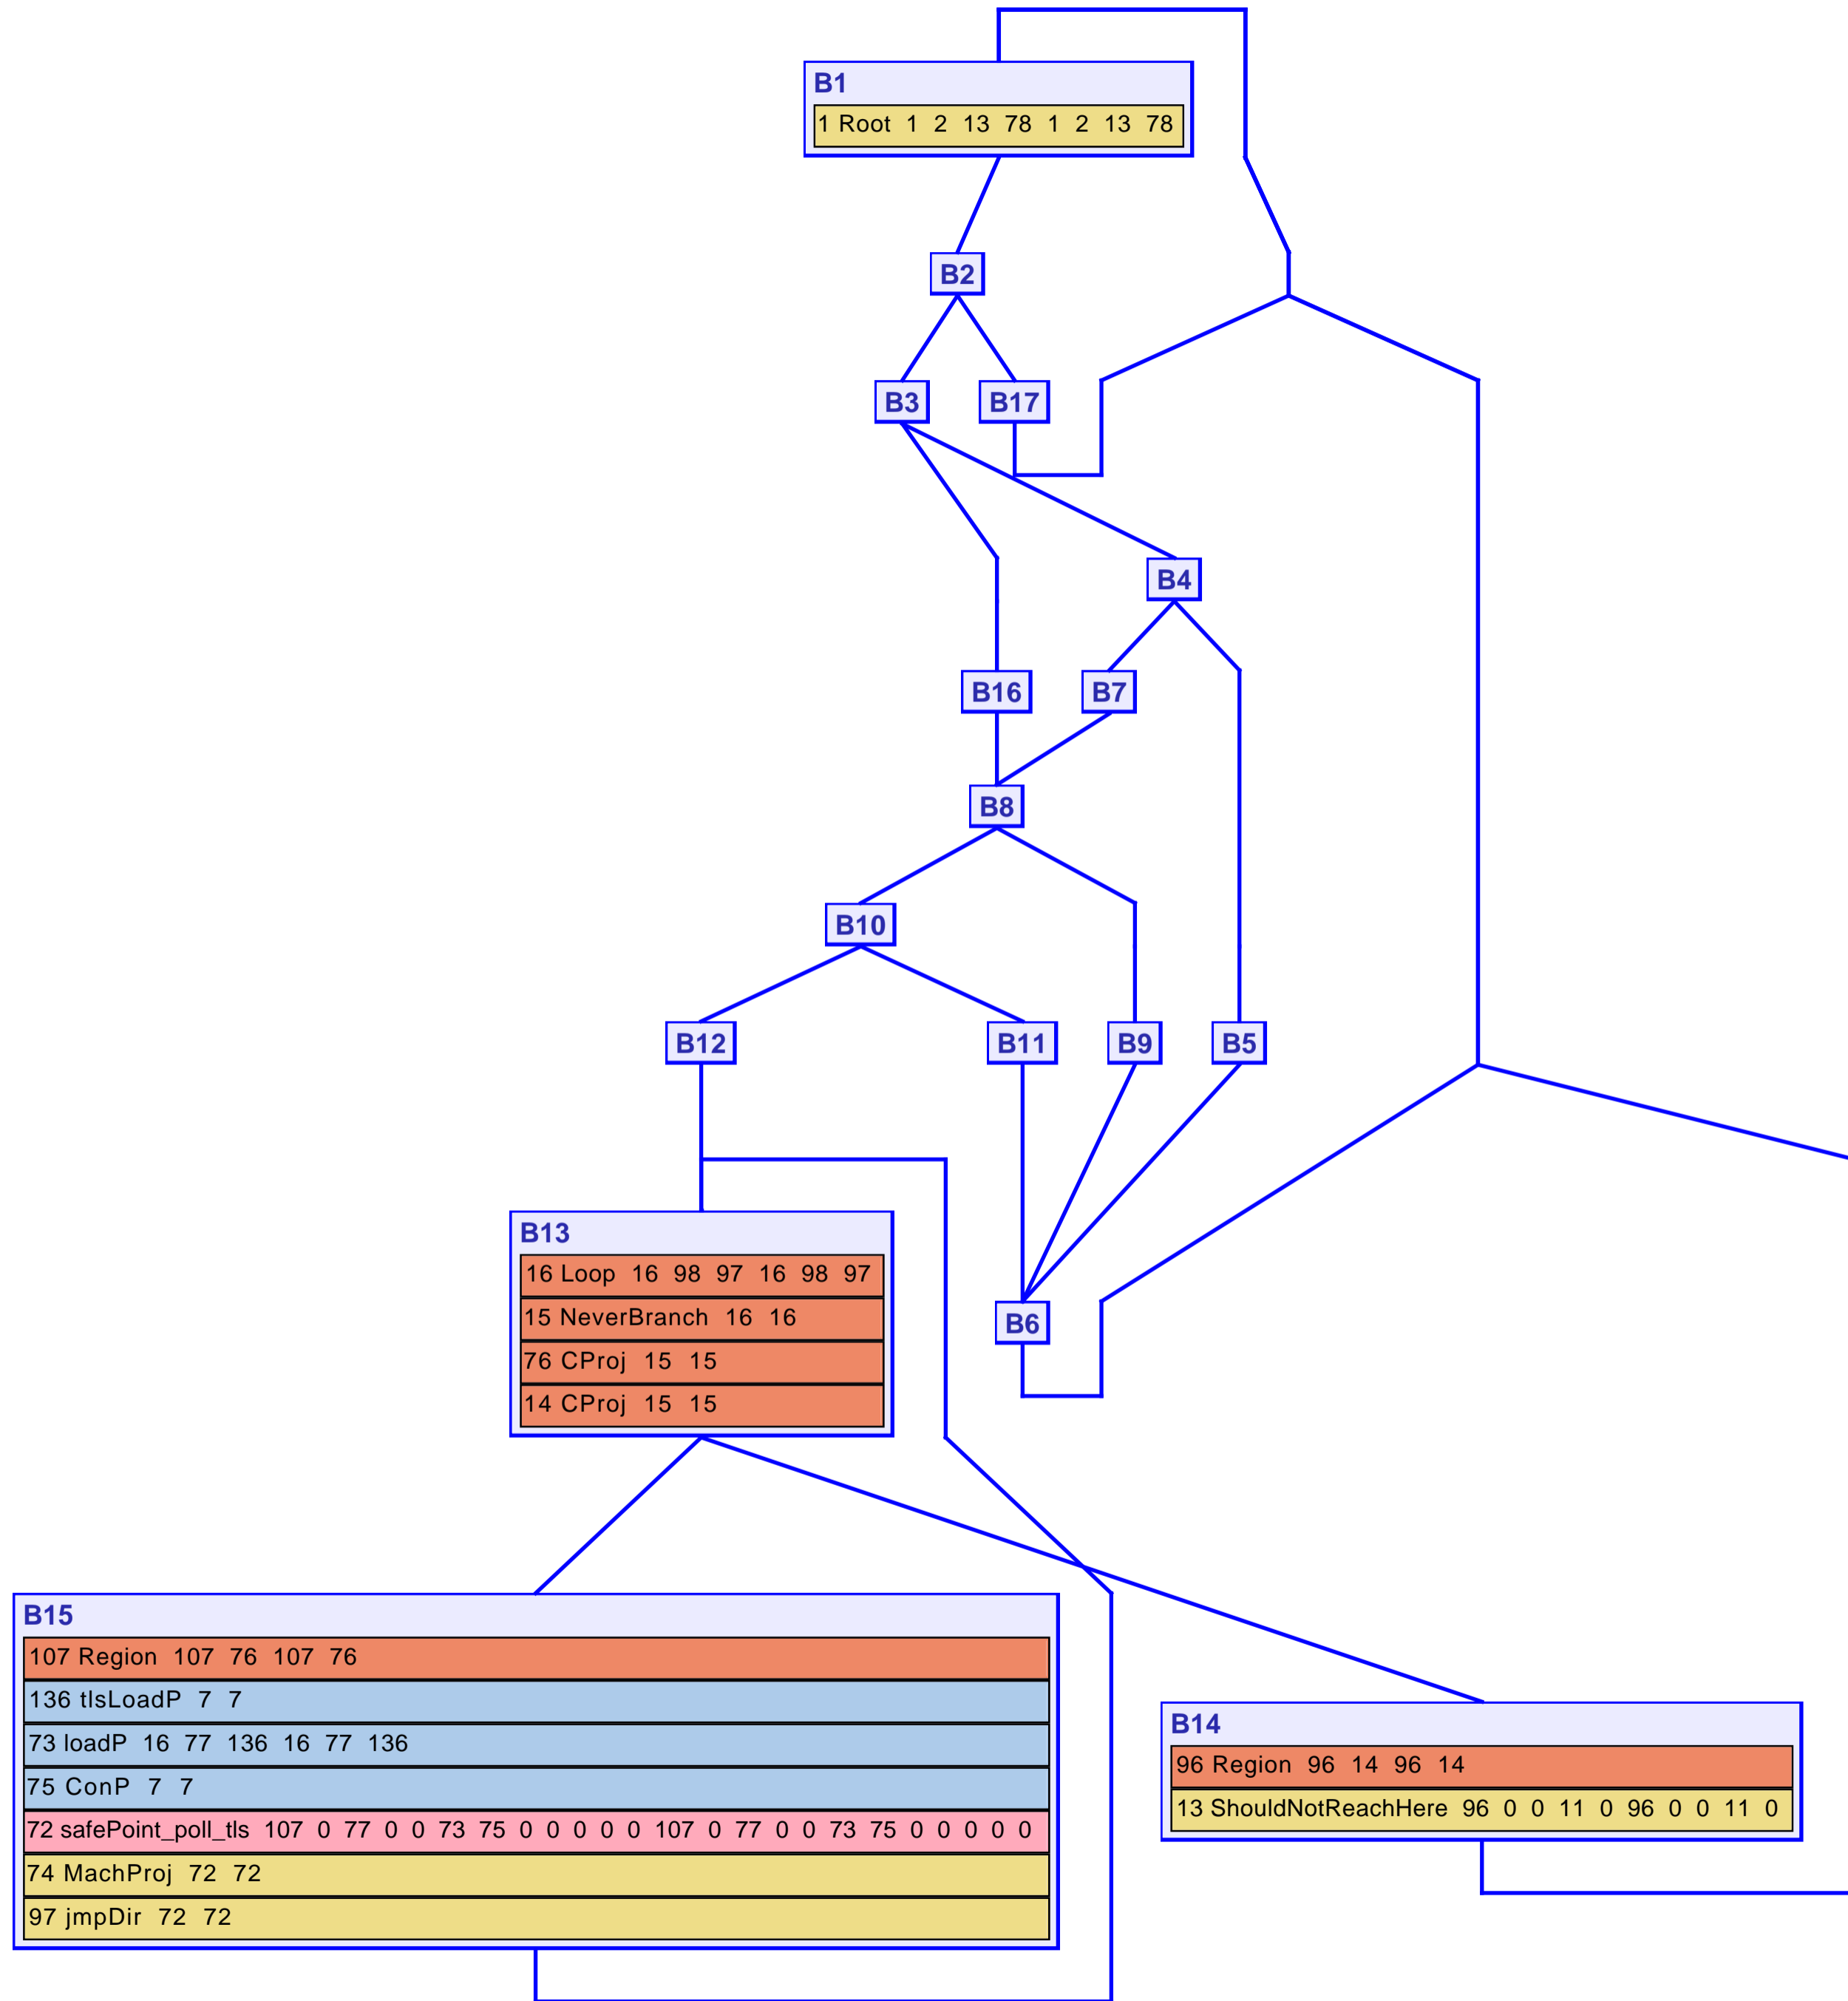 B1
1 Root 1 2 13 78 1 2 13 78
B2
B3
B17
B4
B16
B7
B8
B10
B12
B11
B9
B5
B13
16 Loop 16 98 97 16 98 97
15 NeverBranch 16 16
76 CProj 15 15
14 CProj 15 15
B6
B15
107 Region 107 76 107 76
136 tlsLoadP 7 7
73 loadP 16 77 136 16 77 136
75 ConP 7 7
72 safePoint_poll_tls 107 0 77 0 0 73 75 0 0 0 0 0 107 0 77 0 0 73 75 0 0 0 0 0
74 MachProj 72 72
97 jmpDir 72 72
B14
96 Region 96 14 96 14
13 ShouldNotReachHere 96 0 0 11 0 96 0 0 11 0